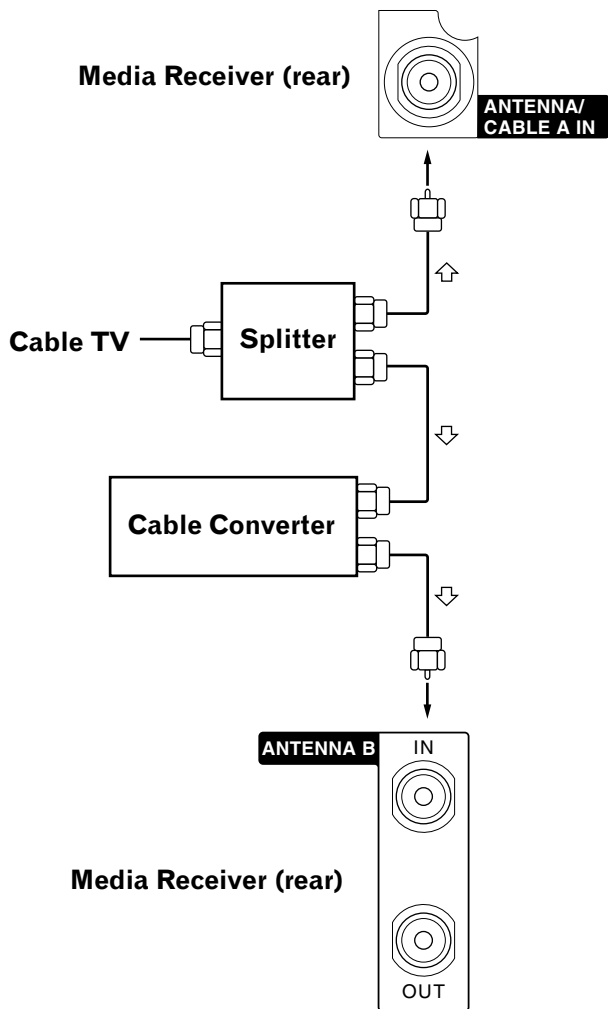 Media Receiver (rear)
ANTENNA/
CABLE A IN
Cable TV
Splitter
Cable Converter
ANTENNA B
IN
Media Receiver (rear)
OUT